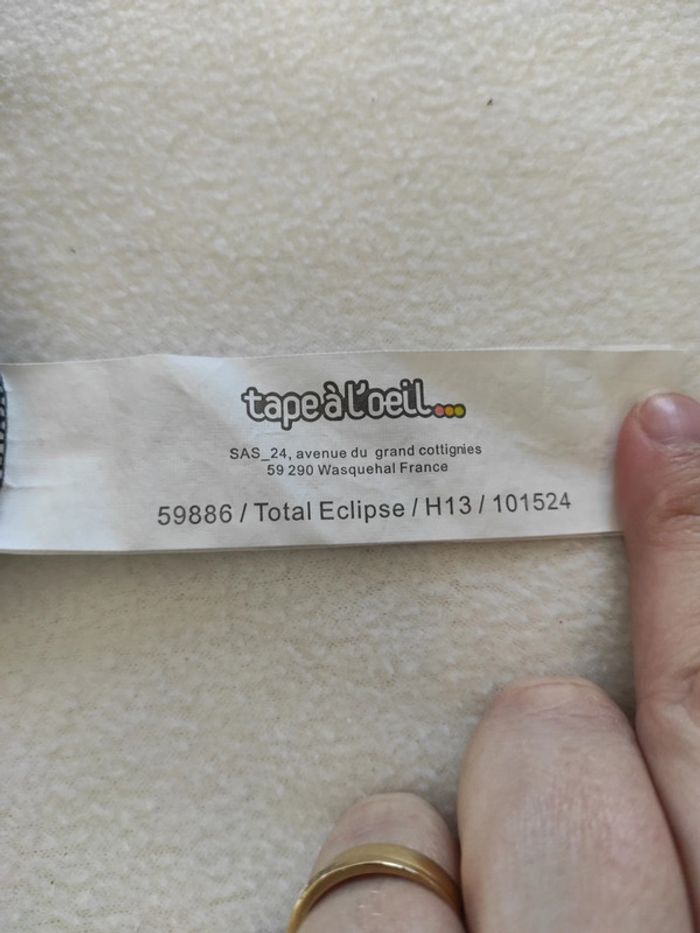 tape à l'oeil...
SAS_24, avenue du grand cottignies
59 290 Wasquehal France
59886 / Total Eclipse / H13 / 101524